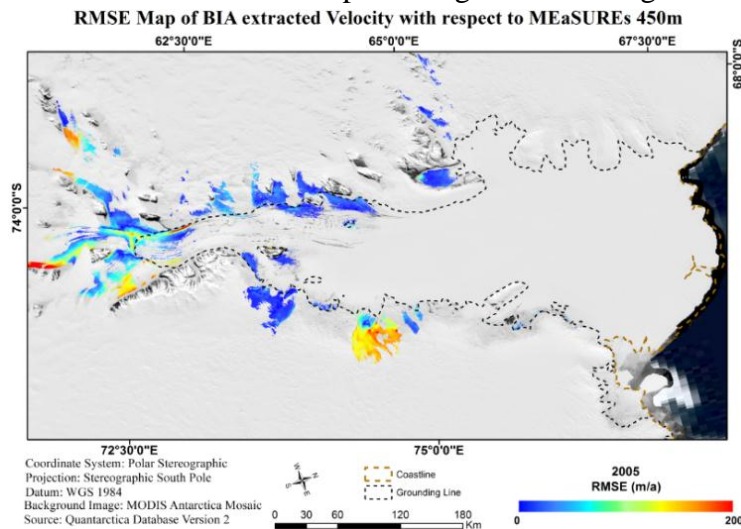 RMSE Map of BIA extracted Velocity with respect to MEaSUREs 450m
62°30'0"E
65°0'0"E
67°30'0"E
68°0'0"S
74°0'0"S
72°30'0"E
75°0'0"E
Coordinate System: Polar Stereographic
Projection: Stereographic South Pole
Datum: WGS 1984
Background Image: MODIS Antarctica Mosaic
Source: Quantarctica Database Version 2
N
E
S
W
Coastline
Grounding Line
0 30 60 120 180
Km
2005
RMSE (m/a)
0